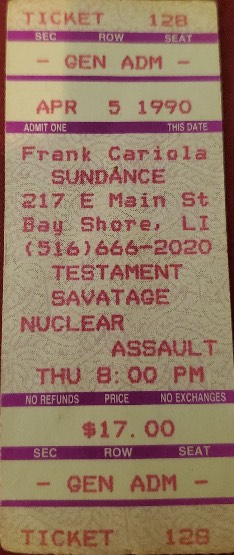 TICKET 128
SEC ROW SEAT
- GEN ADM -
APR 5 1990
ADMIT ONE THIS DATE
Frank Cariola
SUNDANCE
217 E Main St
Bay Shore, LI
(516)666-2020
TESTAMENT
SAVATAGE
NUCLEAR
ASSAULT
THU 8:00 PM
NO REFUNDS PRICE NO EXCHANGES
$17.00
SEC ROW SEAT
- GEN ADM -
TICKET 128